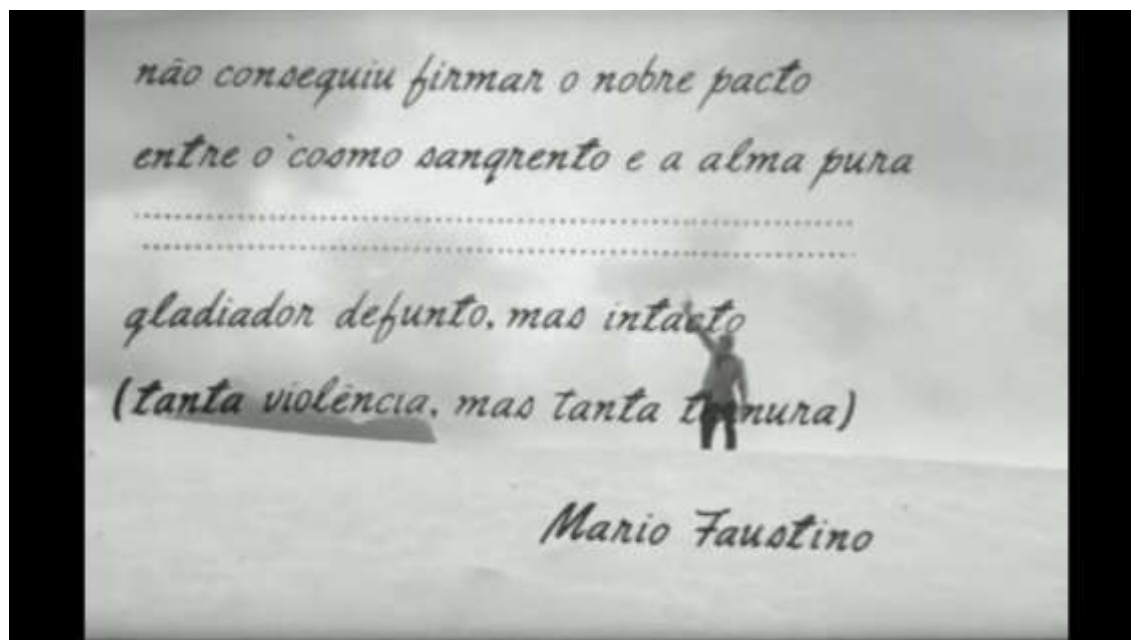 não conseguiu firmar o nobre pacto
entre o cosmo sangrento e a alma pura
................................................................
................................................................
gladiador defunto, mas intacto
(tanta violência, mas tanta ternura)
Mario Faustino